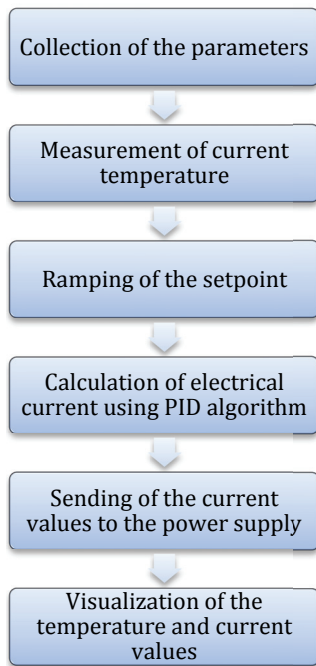 Collection of the parameters
Measurement of current
temperature
Ramping of the setpoint
Calculation of electrical
current using PID algorithm
Sending of the current
values to the power supply
Visualization of the
temperature and current
values